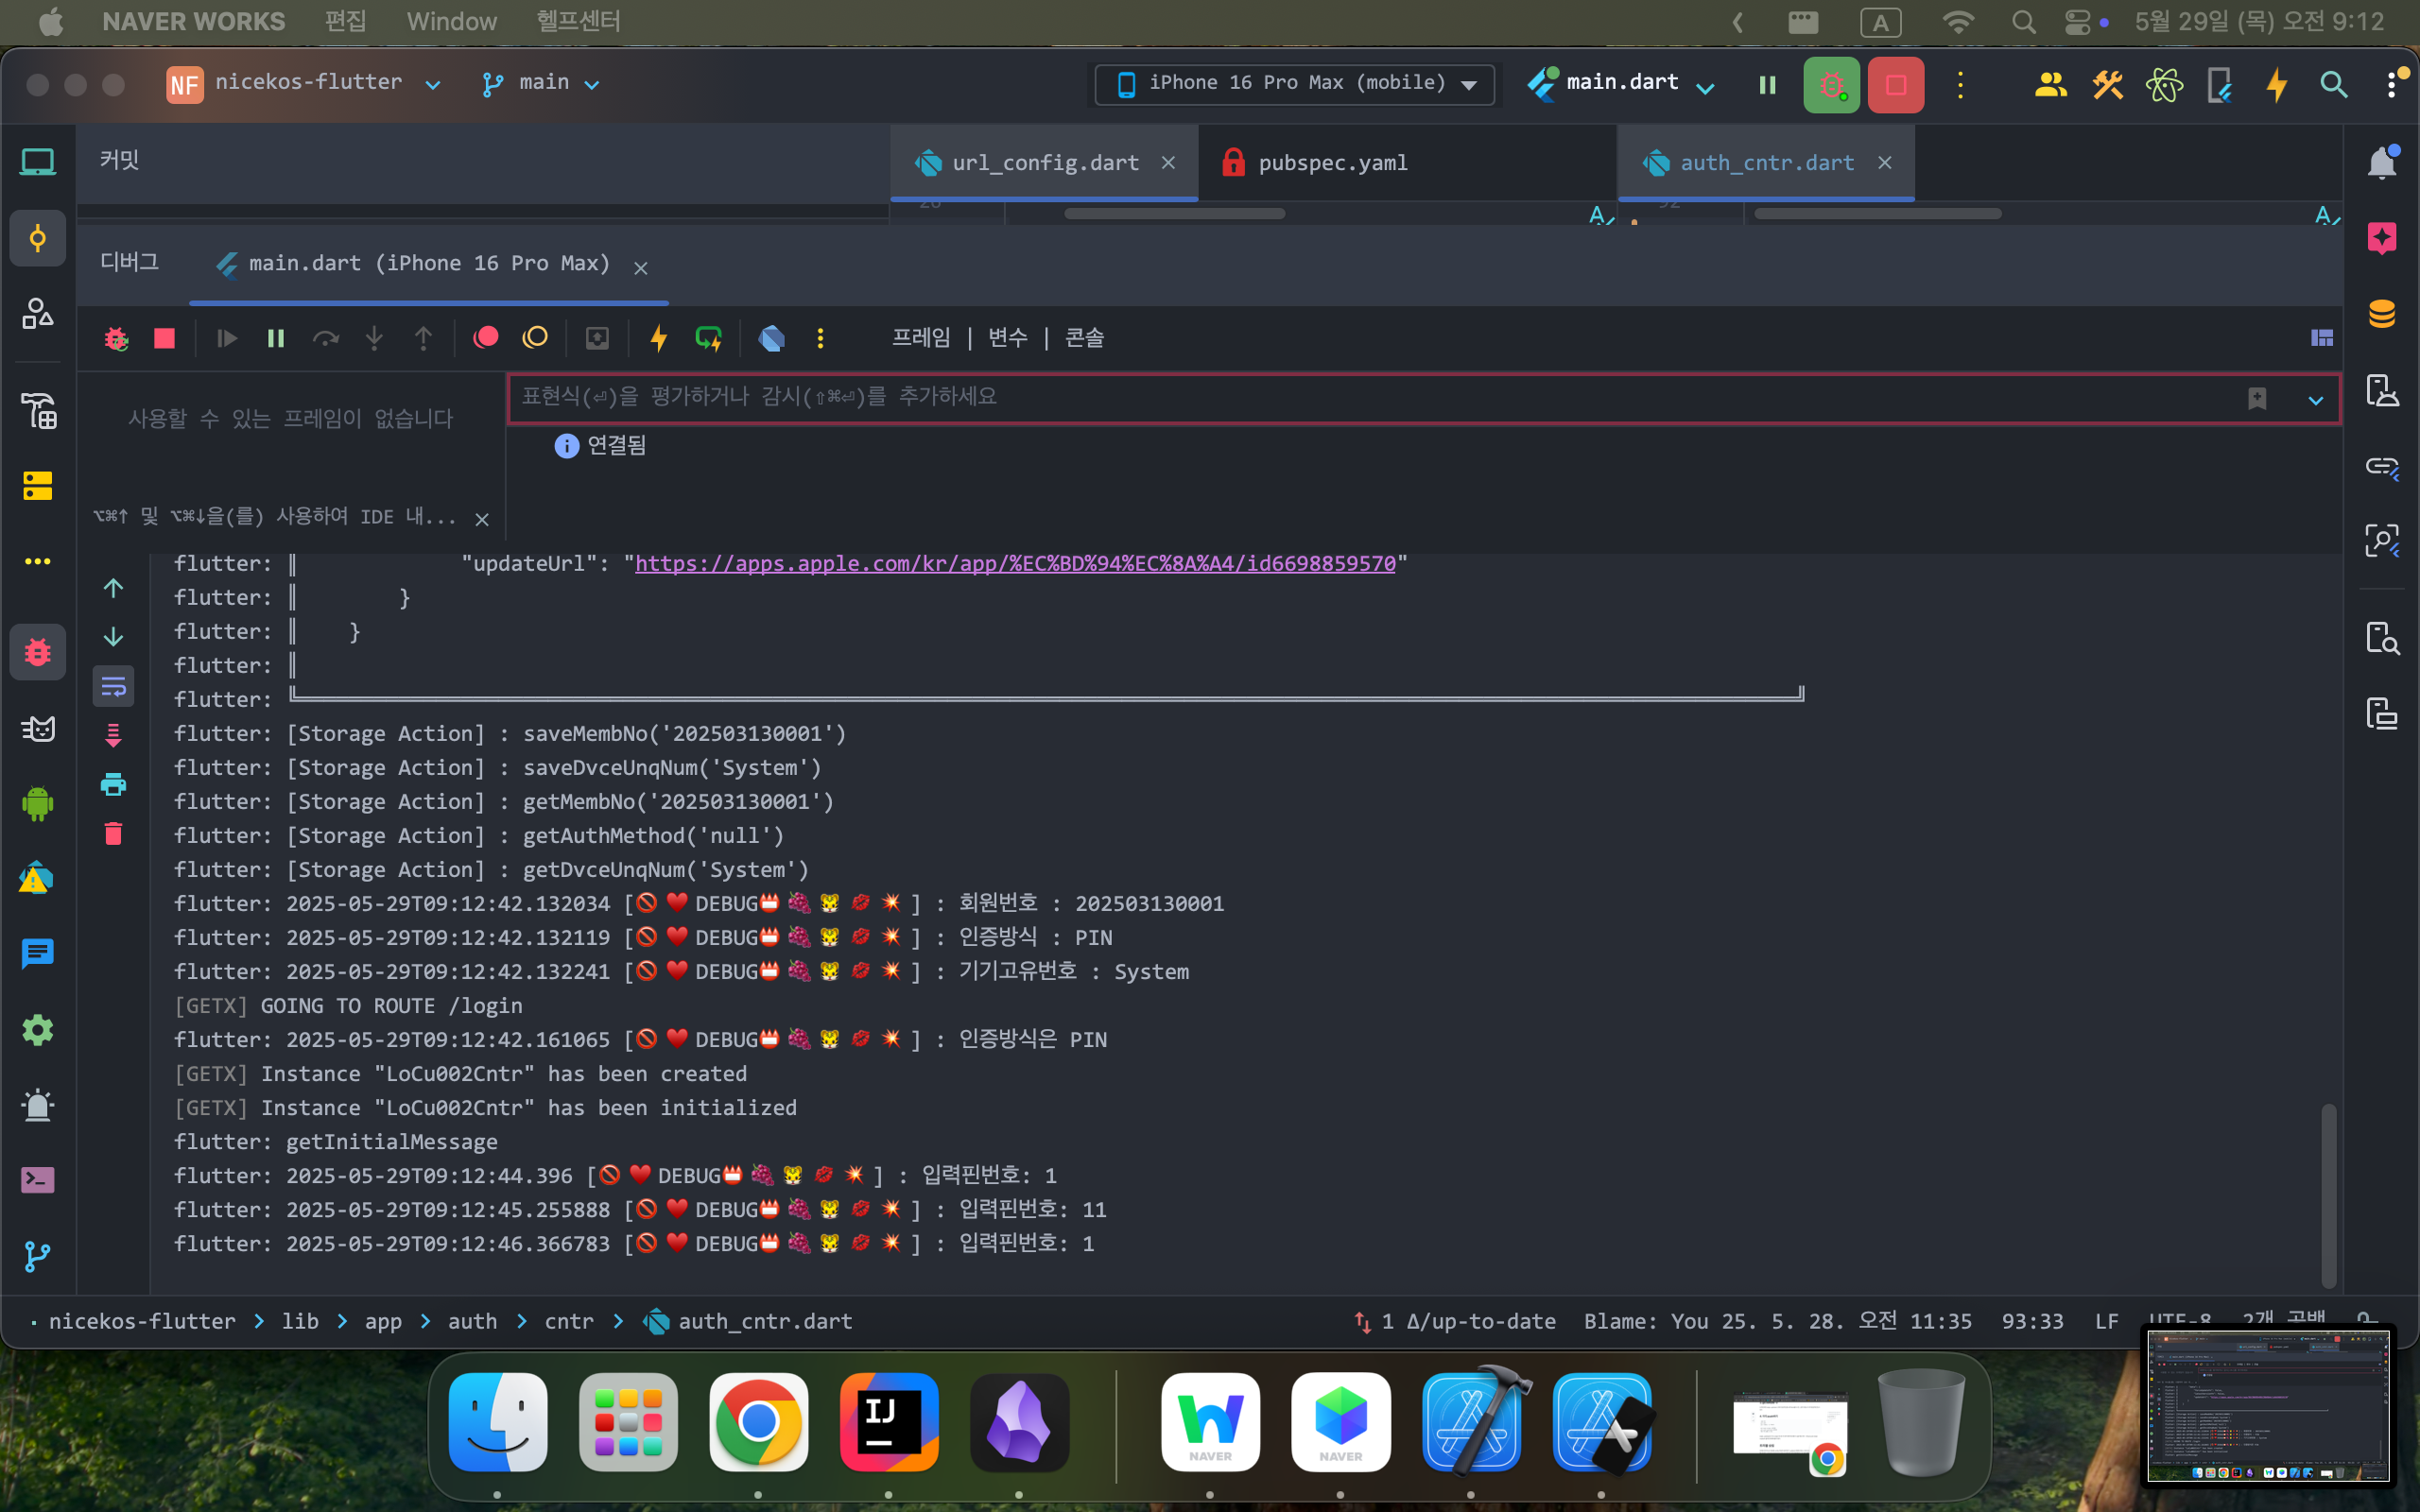 NAVER WORKS 편집 Window 헬프센터 A 5월 29일 (목) 오전 9:12
NF nicekos-flutter main iPhone 16 Pro Max (mobile) main.dart
커밋 url_config.dart pubspec.yaml auth_cntr.dart
디버그 main.dart (iPhone 16 Pro Max)
프레임 | 변수 | 콘솔
표현식(⏎)을 평가하거나 감시(⇧⌘⏎)를 추가하세요
사용할 수 있는 프레임이 없습니다
연결됨
⌥⌘↑ 및 ⌥⌘↓을(를) 사용하여 IDE 내...
flutter: ║ "updateUrl": "https://apps.apple.com/kr/app/%EC%BD%94%EC%8A%A4/id6698859570"
flutter: ║ }
flutter: ║ }
flutter: ║
flutter: ╚══════════════════════════════════════════════════╝
flutter: [Storage Action] : saveMembNo('202503130001')
flutter: [Storage Action] : saveDvceUnqNum('System')
flutter: [Storage Action] : getMembNo('202503130001')
flutter: [Storage Action] : getAuthMethod('null')
flutter: [Storage Action] : getDvceUnqNum('System')
flutter: 2025-05-29T09:12:42.132034 [🚫 ♥️ DEBUG📛 🍇 🐯 💋 💥 ] : 회원번호 : 202503130001
flutter: 2025-05-29T09:12:42.132119 [🚫 ♥️ DEBUG📛 🍇 🐯 💋 💥 ] : 인증방식 : PIN
flutter: 2025-05-29T09:12:42.132241 [🚫 ♥️ DEBUG📛 🍇 🐯 💋 💥 ] : 기기고유번호 : System
[GETX] GOING TO ROUTE /login
flutter: 2025-05-29T09:12:42.161065 [🚫 ♥️ DEBUG📛 🍇 🐯 💋 💥 ] : 인증방식은 PIN
[GETX] Instance "LoCu002Cntr" has been created
[GETX] Instance "LoCu002Cntr" has been initialized
flutter: getInitialMessage
flutter: 2025-05-29T09:12:44.396 [🚫 ♥️ DEBUG📛 🍇 🐯 💋 💥 ] : 입력핀번호: 1
flutter: 2025-05-29T09:12:45.255888 [🚫 ♥️ DEBUG📛 🍇 🐯 💋 💥 ] : 입력핀번호: 11
flutter: 2025-05-29T09:12:46.366783 [🚫 ♥️ DEBUG📛 🍇 🐯 💋 💥 ] : 입력핀번호: 1
nicekos-flutter > lib > app > auth > cntr > auth_cntr.dart 1 Δ/up-to-date Blame: You 25. 5. 28. 오전 11:35 93:33 LF UTF-8 2개 공백
IJ NAVER NAVER